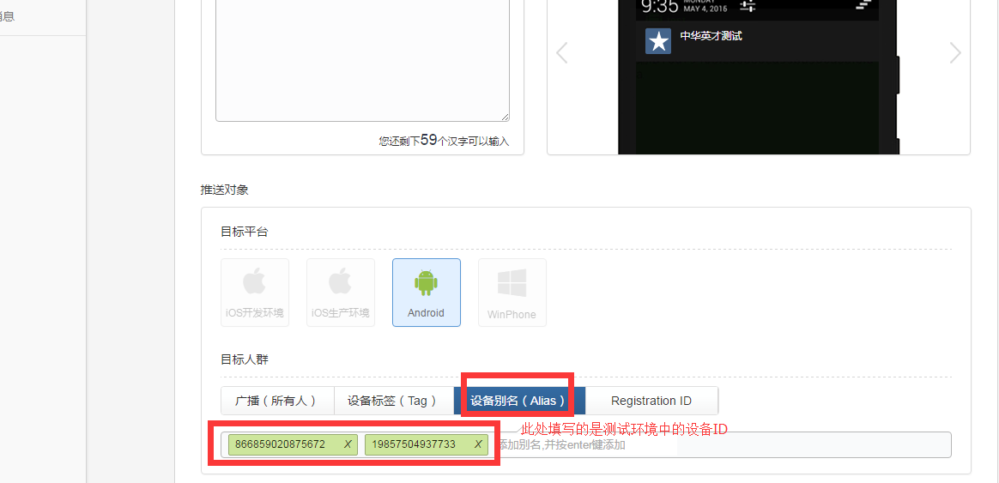 消息
9:35 MONDAY
MAY 4, 2016
中华英才测试
您还剩下59个汉字可以输入
推送对象
目标平台
iOS开发环境
iOS生产环境
Android
WinPhone
目标人群
广播（所有人）
设备标签（Tag）
设备别名（Alias）
Registration ID
此处填写的是测试环境中的设备ID
866859020875672 X
19857504937733 X
添加别名,并按enter键添加